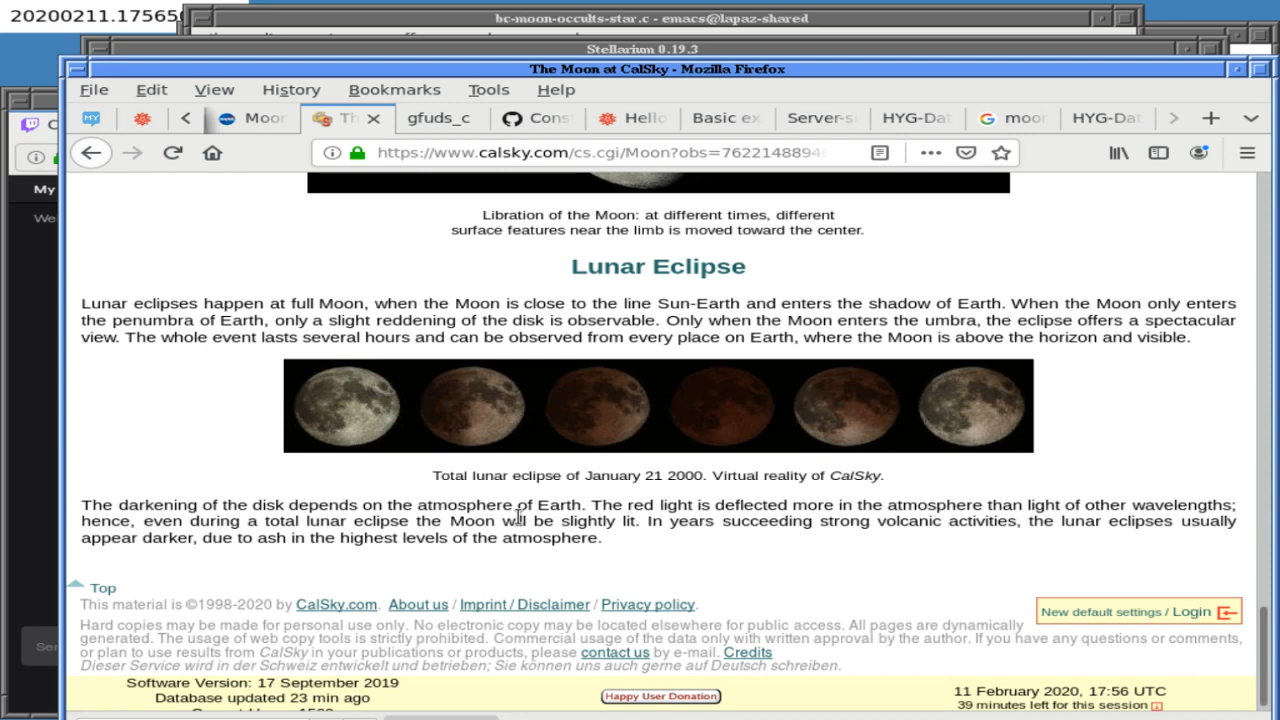 20200211.17565
bc-moon-occults-star.c - emacs@lapaz-shared
Stellarium 0.19.3
The Moon at CalSky - Mozilla Firefox
File Edit View History Bookmarks Tools Help
Moor Th gfuds_c Cons Hello Basic ex Server-si HYG-Dat moor HYG-Dat
https://www.calsky.com/cs.cgi/Moon?obs=7622148894
My
We
Libration of the Moon: at different times, different
surface features near the limb is moved toward the center.
Lunar Eclipse
Lunar eclipses happen at full Moon, when the Moon is close to the line Sun-Earth and enters the shadow of Earth. When the Moon only enters
the penumbra of Earth, only a slight reddening of the disk is observable. Only when the Moon enters the umbra, the eclipse offers a spectacular
view. The whole event lasts several hours and can be observed from every place on Earth, where the Moon is above the horizon and visible.
Total lunar eclipse of January 21 2000. Virtual reality of CalSky.
The darkening of the disk depends on the atmosphere of Earth. The red light is deflected more in the atmosphere than light of other wavelengths;
hence, even during a total lunar eclipse the Moon will be slightly lit. In years succeeding strong volcanic activities, the lunar eclipses usually
appear darker, due to ash in the highest levels of the atmosphere.
Top
This material is ©1998-2020 by CalSky.com. About us / Imprint / Disclaimer / Privacy policy.
New default settings / Login
Hard copies may be made for personal use only. No electronic copy may be located elsewhere for public access. All pages are dynamically
generated. The usage of web copy tools is strictly prohibited. Commercial usage of the data only with written approval by the author. If you have any questions or comments,
or plan to use results from CalSky in your publications or products, please contact us by e-mail. Credits
Dieser Service wird in der Schweiz entwickelt und betrieben; Sie können uns auch gerne auf Deutsch schreiben.
Sen
Software Version: 17 September 2019
Database updated 23 min ago
Happy User Donation
11 February 2020, 17:56 UTC
39 minutes left for this session